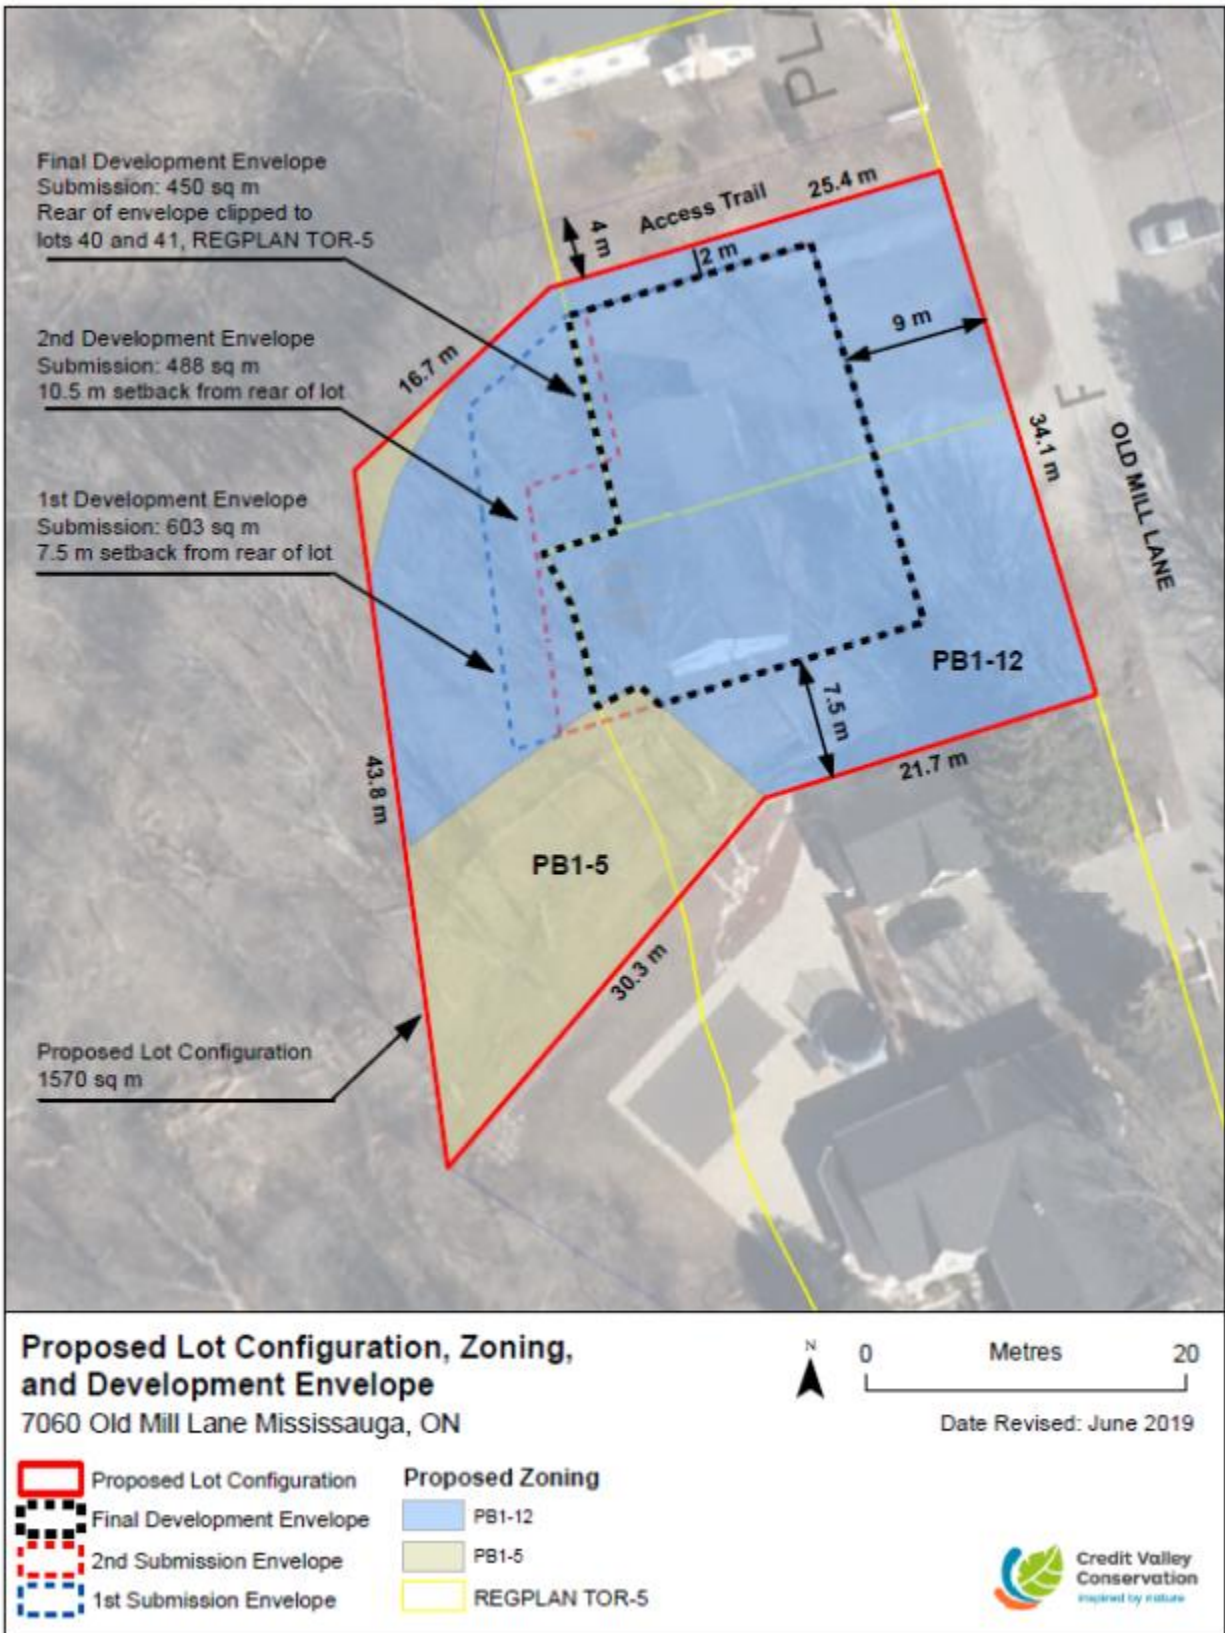 PLA
Final Development Envelope
Submission: 450 sq m
Rear of envelope clipped to
lots 40 and 41, REGPLAN TOR-5
2nd Development Envelope
Submission: 488 sq m
10.5 m setback from rear of lot
1st Development Envelope
Submission: 603 sq m
7.5 m setback from rear of lot
Proposed Lot Configuration
1570 sq m
Access Trail
25.4 m
4 m
2 m
9 m
16.7 m
34.1 m
F
OLD MILL LANE
PB1-12
7.5 m
21.7 m
43.8 m
PB1-5
30.3 m
Proposed Lot Configuration, Zoning,
and Development Envelope
7060 Old Mill Lane Mississauga, ON
N
0 Metres 20
Date Revised: June 2019
Proposed Lot Configuration
Final Development Envelope
2nd Submission Envelope
1st Submission Envelope
Proposed Zoning
PB1-12
PB1-5
REGPLAN TOR-5
Credit Valley
Conservation
inspired by nature